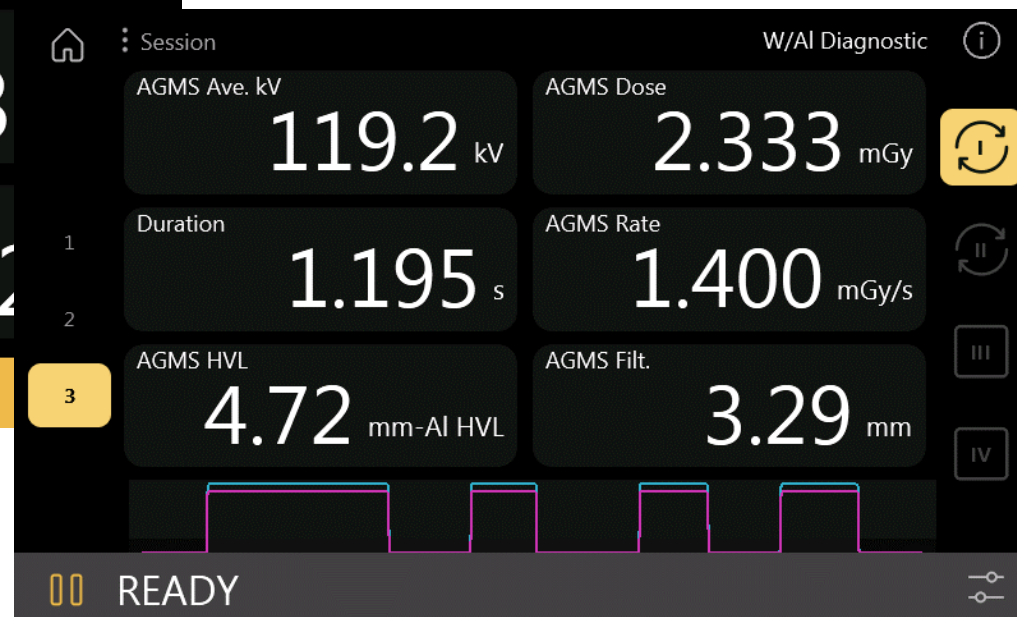 Session
W/Al Diagnostic
i
AGMS Ave. kV
119.2 kV
AGMS Dose
2.333 mGy
I
Duration
1.195 s
AGMS Rate
1.400 mGy/s
II
1
2
3
AGMS HVL
4.72 mm-Al HVL
AGMS Filt.
3.29 mm
III
IV
READY